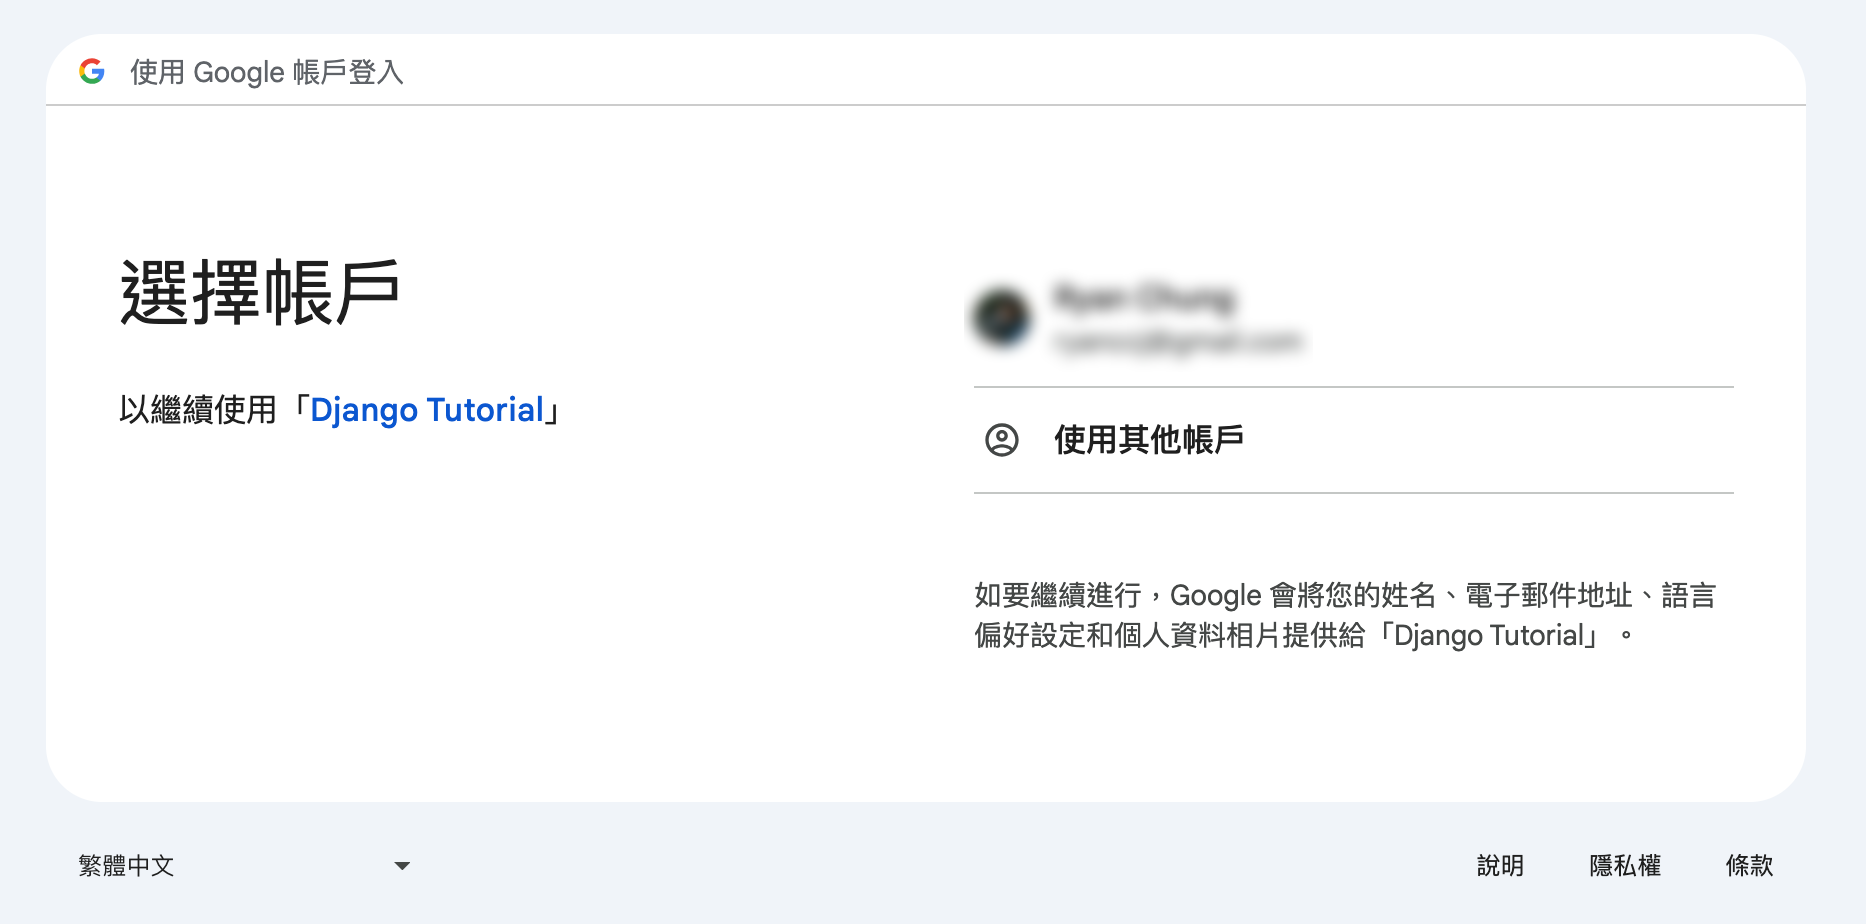 使用 Google 帳戶登入
選擇帳戶
以繼續使用「Django Tutorial」
使用其他帳戶
如要繼續進行，Google 會將您的姓名、電子郵件地址、語言
偏好設定和個人資料相片提供給「Django Tutorial」。
繁體中文
說明
隱私權
條款